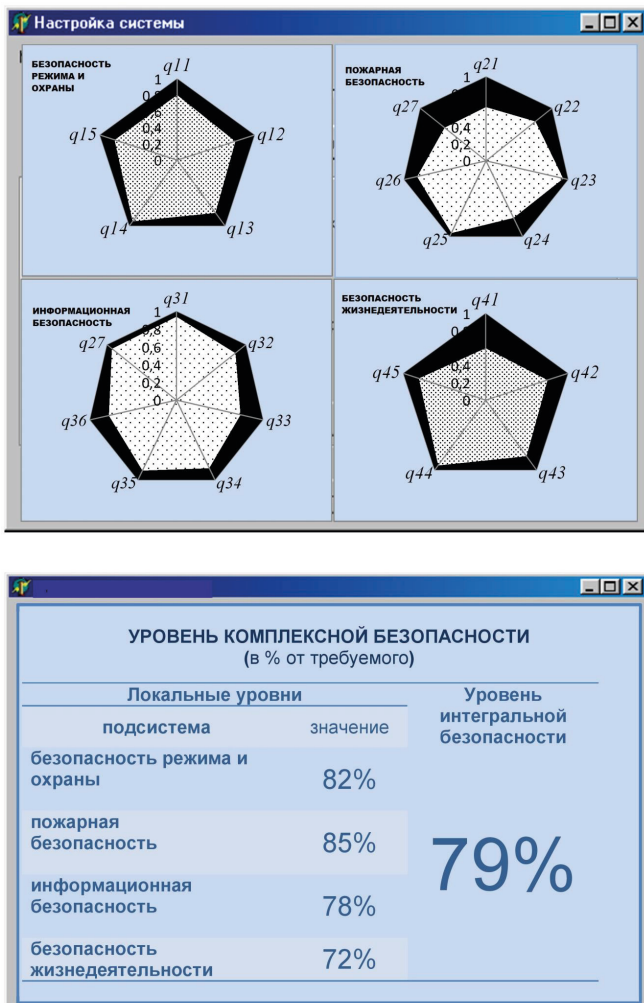 Настройка системы
БЕЗОПАСНОСТЬ
РЕЖИМА И
ОХРАНЫ
q11
1
0,6
0,4
0,2
0
q12
q13
q14
q15
ПОЖАРНАЯ
БЕЗОПАСНОСТЬ
q21
1
0,4
0,2
0
q22
q23
q24
q25
q26
q27
ИНФОРМАЦИОННАЯ
БЕЗОПАСНОСТЬ
q31
1
0,8
0,6
0,4
0,2
0
q32
q33
q34
q35
q36
q27
БЕЗОПАСНОСТЬ
ЖИЗНЕДЕЯТЕЛЬНОСТИ
q41
1
0,4
0,2
0
q42
q43
q44
q45
УРОВЕНЬ КОМПЛЕКСНОЙ БЕЗОПАСНОСТИ
(в % от требуемого)
Локальные уровни
Уровень
интегральной
безопасности
подсистема значение
безопасность режима и
охраны
82%
пожарная
безопасность
85%
79%
информационная
безопасность
78%
безопасность
жизнедеятельности
72%